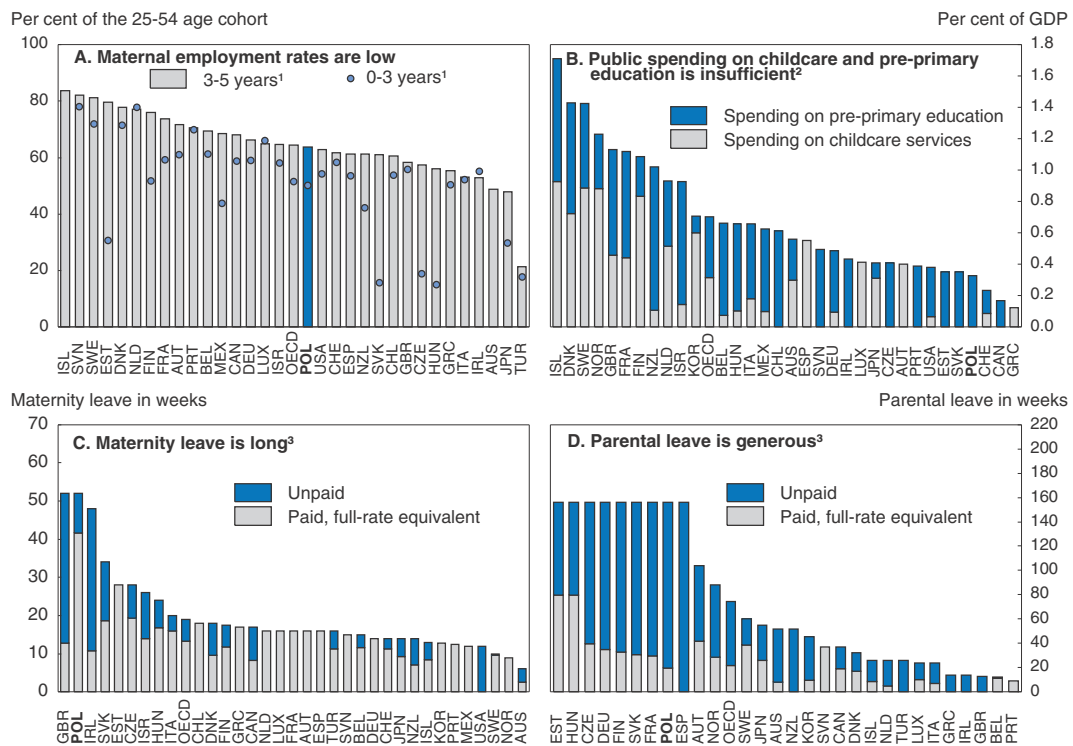 Per cent of the 25-54 age cohort
Per cent of GDP
A. Maternal employment rates are low
3-5 years¹
0-3 years¹
100
80
60
40
20
0
ISL SVN SWE EST DNK NLD FIN FRA AUT PRT BEL MEX CAN DEU LUX ISR OECD POL USA CHE ESP NZL SVK CHL GBR CZE HUN GRC ITA IRL AUS JPN TUR
B. Public spending on childcare and pre-primary
education is insufficient²
Spending on pre-primary education
Spending on childcare services
1.8
1.6
1.4
1.2
1.0
0.8
0.6
0.4
0.2
0.0
ISL DNK SWE NOR GBR FRA FIN NZL NLD ISR KOR OECD BEL HUN ITA MEX CHL AUS ESP SVN DEU IRL LUX JPN CZE AUT PRT USA EST SVK POL CHE CAN GRC
Maternity leave in weeks
Parental leave in weeks
C. Maternity leave is long³
Unpaid
Paid, full-rate equivalent
70
60
50
40
30
20
10
0
GBR POL IRL SVK EST CZE ISR HUN ITA OECD CHL DNK FIN GRC CAN NLD LUX FRA AUT ESP TUR SVN BEL DEU CHE JPN NZL ISL KOR PRT MEX USA SWE NOR AUS
D. Parental leave is generous³
Unpaid
Paid, full-rate equivalent
220
200
180
160
140
120
100
80
60
40
20
0
EST HUN CZE DEU FIN SVK FRA POL ESP AUT NOR OECD SWE JPN AUS NZL KOR SVN CAN DNK ISL NLD TUR LUX ITA GRC IRL GBR BEL PRT